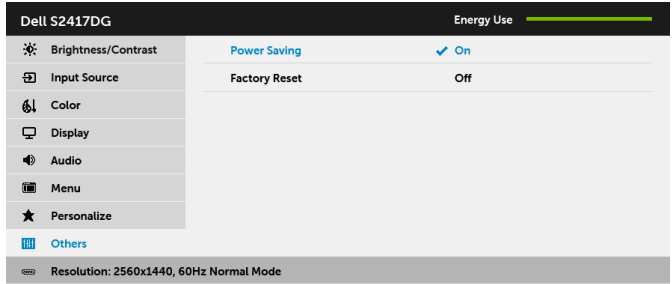 Dell S2417DG Energy Use
Brightness/Contrast Power Saving On
Input Source Factory Reset Off
Color
Display
Audio
Menu
Personalize
Others
Resolution: 2560x1440, 60Hz Normal Mode